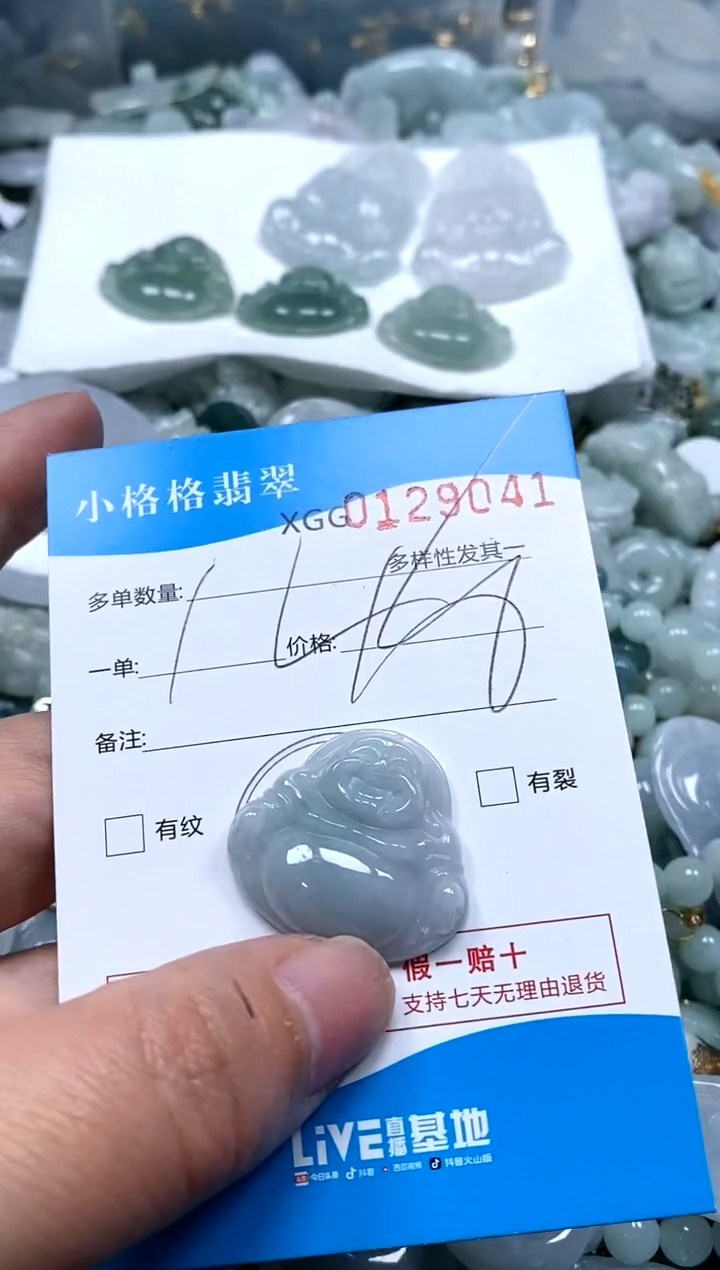 小格格翡翠
XGG0129041
多样性发其一
多单数量:
一单:
价格:
备注:
有纹
有裂
假一赔十
支持七天无理由退货
LiVE直播基地
今日头条 抖音 西瓜视频 抖音火山版